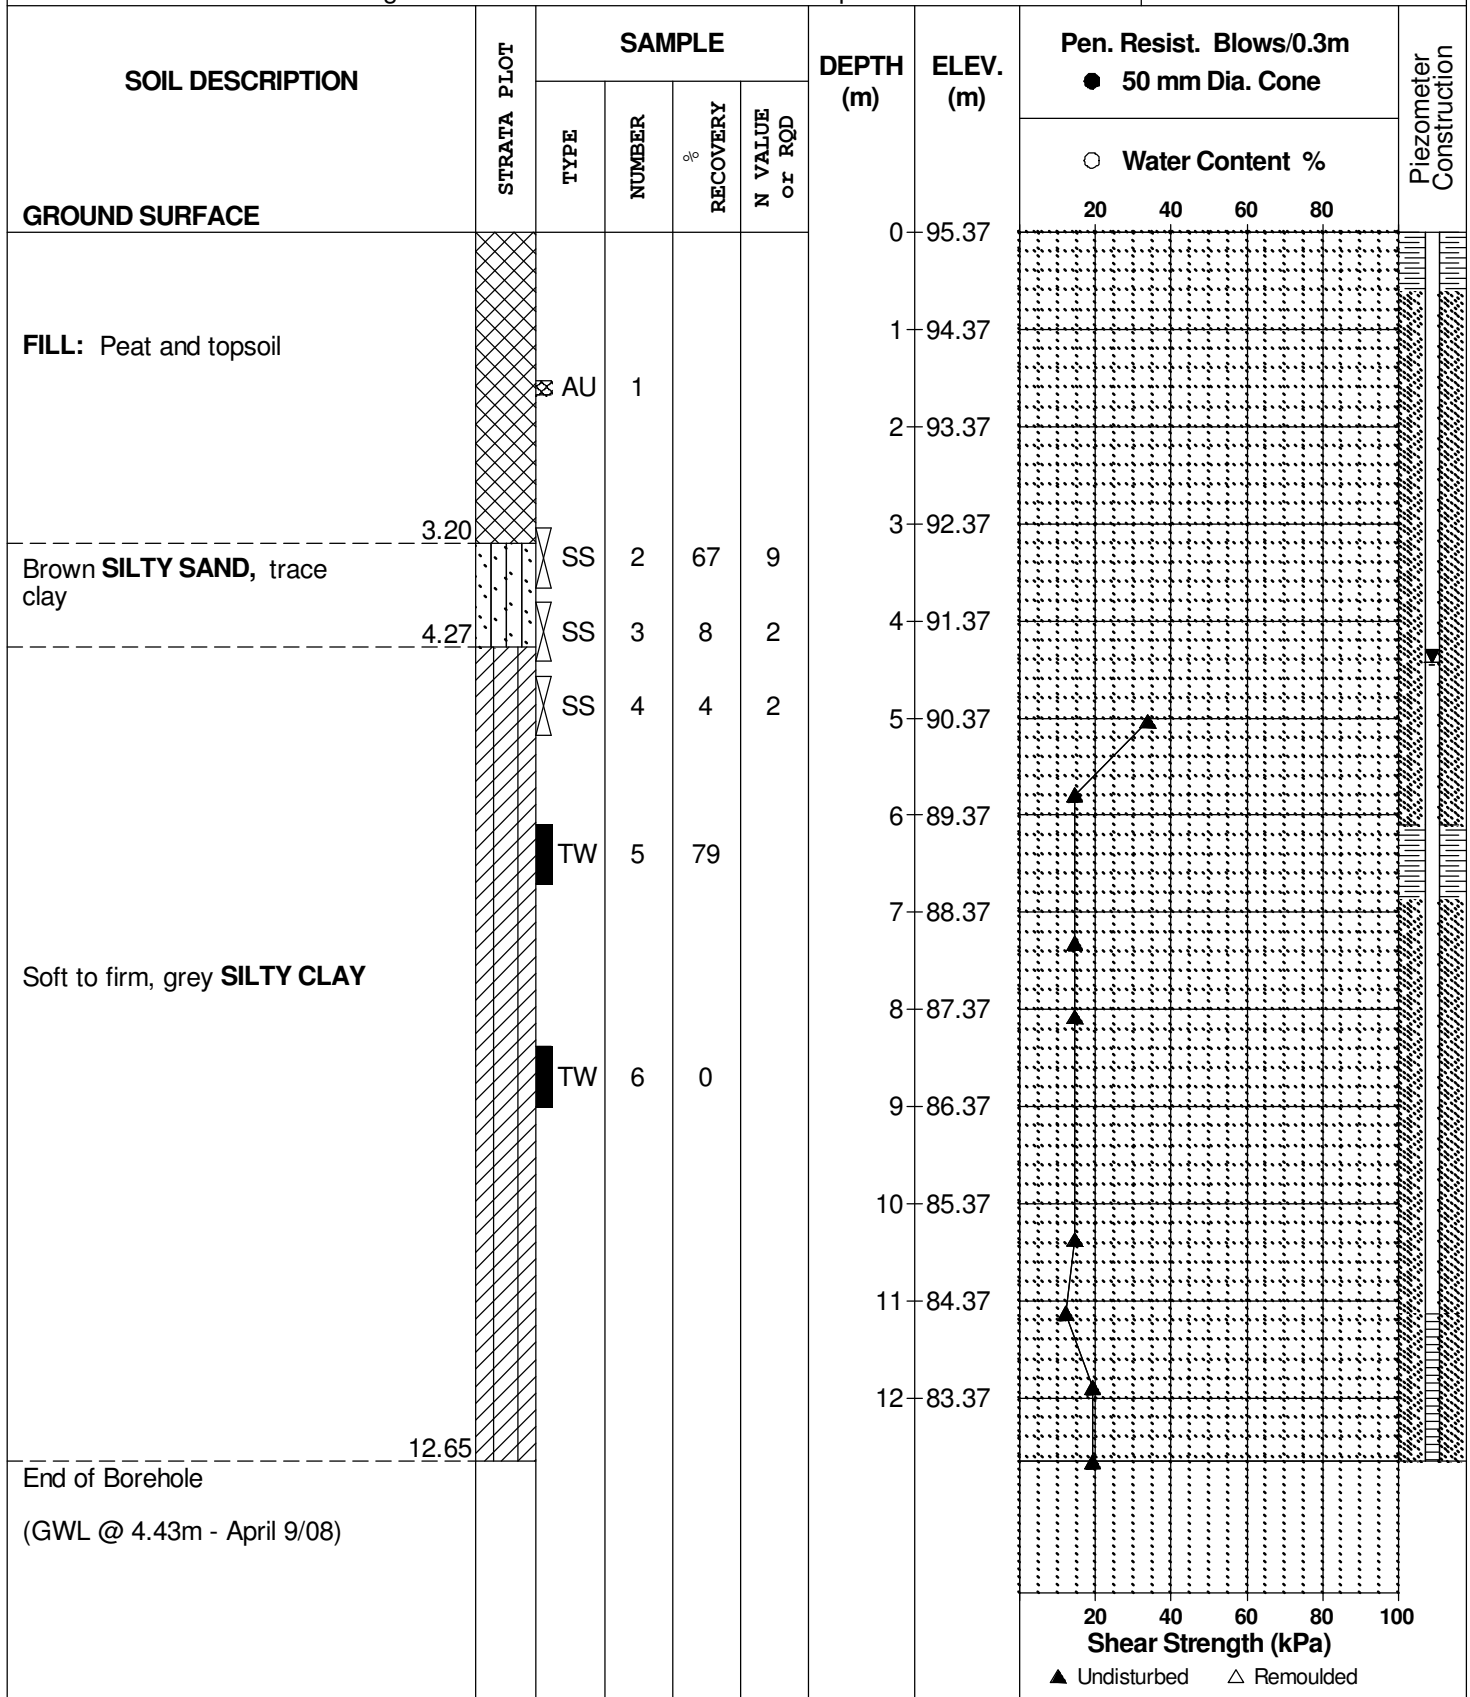 SOIL DESCRIPTION
GROUND SURFACE
STRATA PLOT
SAMPLE
TYPE
NUMBER
% RECOVERY
N VALUE or RQD
DEPTH (m)
ELEV. (m)
Pen. Resist. Blows/0.3m
● 50 mm Dia. Cone
○ Water Content %
20 40 60 80
Piezometer Construction
0 95.37
FILL: Peat and topsoil
1 94.37
AU 1
2 93.37
3 92.37
3.20
Brown SILTY SAND, trace
clay
SS 2 67 9
4 91.37
4.27
SS 3 8 2
SS 4 4 2
5 90.37
6 89.37
TW 5 79
7 88.37
Soft to firm, grey SILTY CLAY
8 87.37
TW 6 0
9 86.37
10 85.37
11 84.37
12 83.37
12.65
End of Borehole
(GWL @ 4.43m - April 9/08)
20 40 60 80 100
Shear Strength (kPa)
▲ Undisturbed △ Remoulded